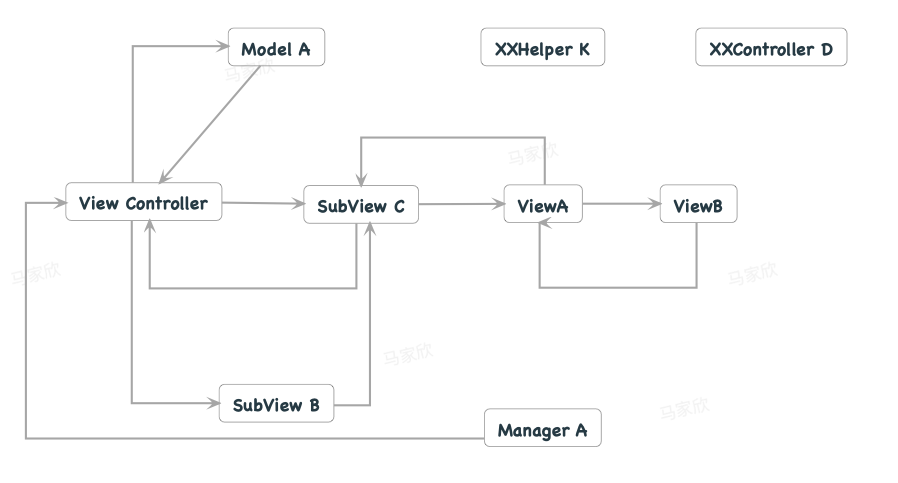 Model A
XXHelper K
XXController D
马家欣
马家欣
View Controller
SubView C
ViewA
ViewB
马家欣
马家欣
马家欣
SubView B
马家欣
Manager A